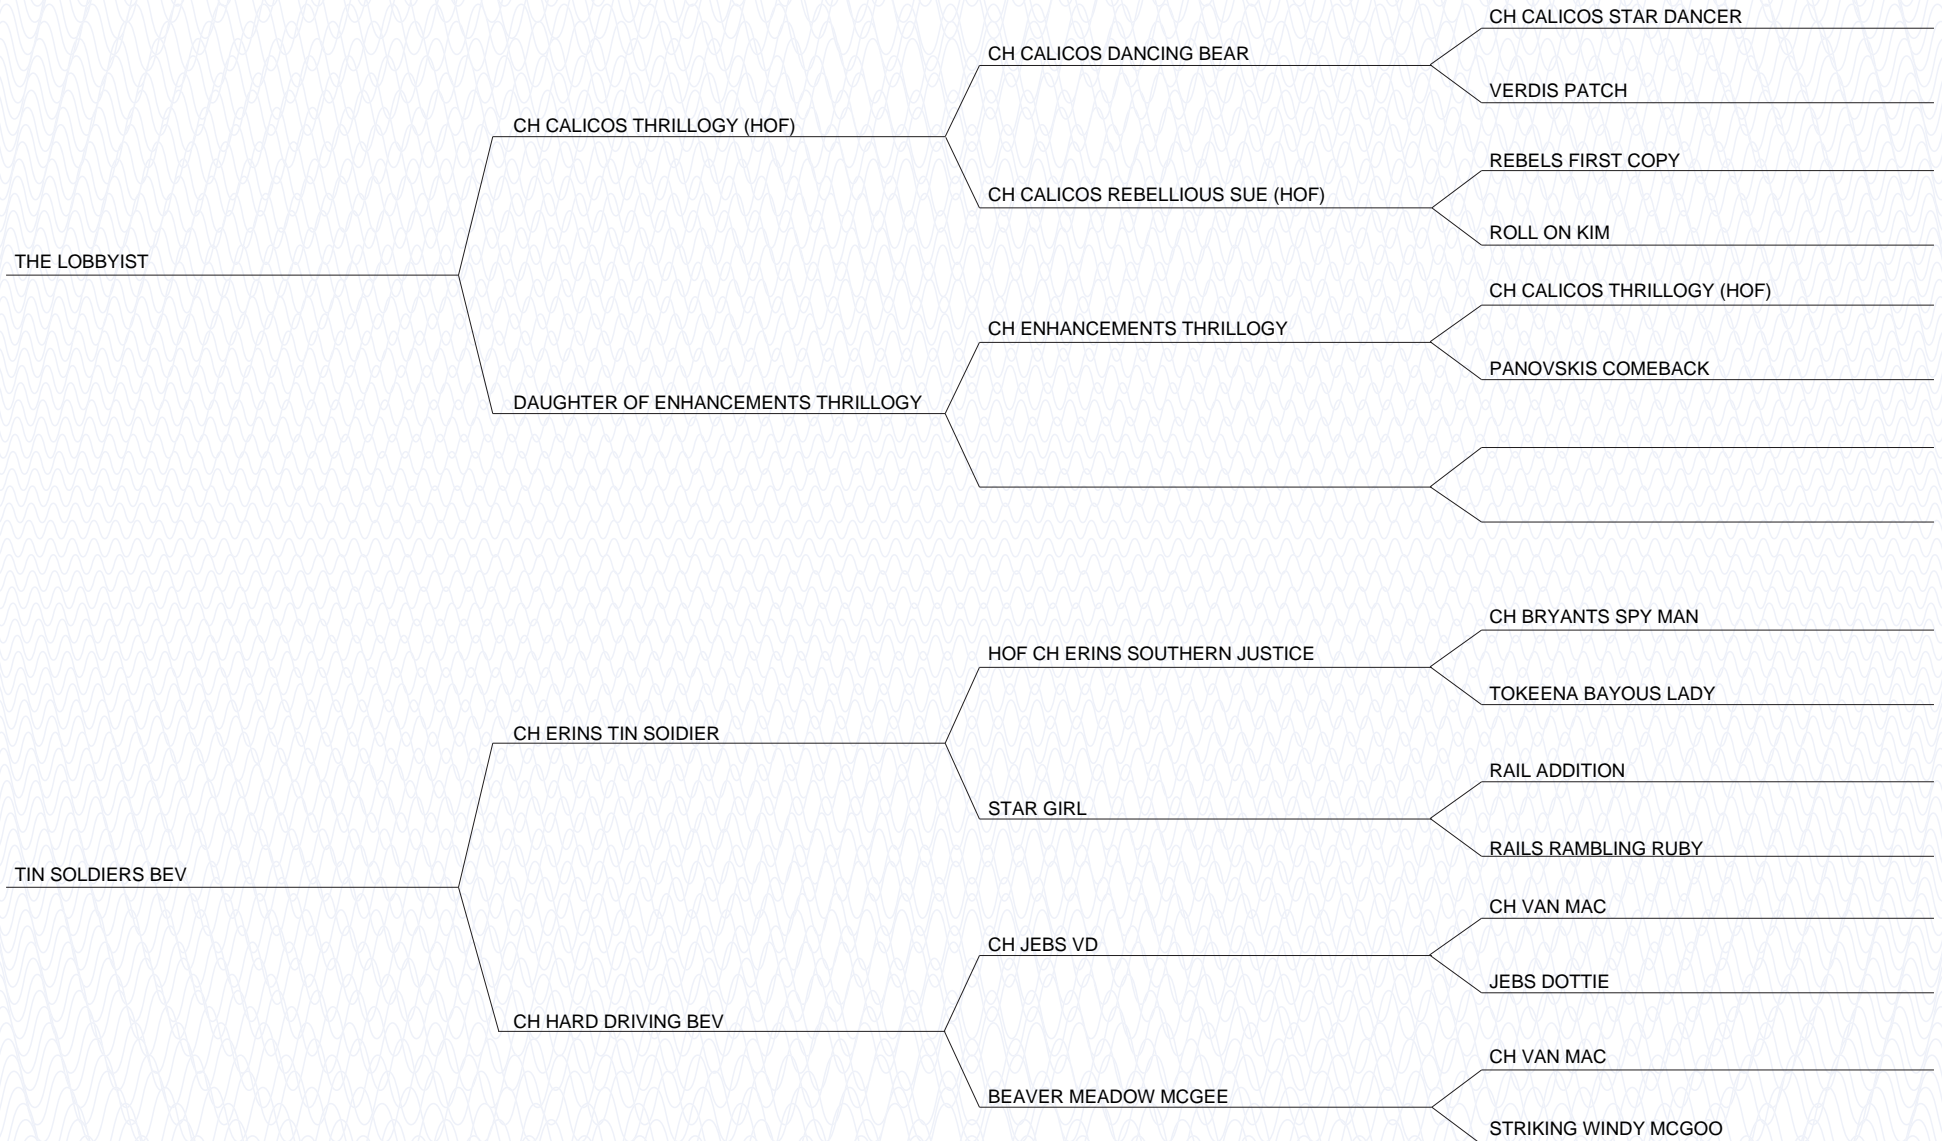 CH CALICOS STAR DANCER
CH CALICOS DANCING BEAR
VERDIS PATCH
CH CALICOS THRILLOGY (HOF)
REBELS FIRST COPY
CH CALICOS REBELLIOUS SUE (HOF)
ROLL ON KIM
THE LOBBYIST
CH CALICOS THRILLOGY (HOF)
CH ENHANCEMENTS THRILLOGY
PANOVSKIS COMEBACK
DAUGHTER OF ENHANCEMENTS THRILLOGY
CH BRYANTS SPY MAN
HOF CH ERINS SOUTHERN JUSTICE
TOKEENA BAYOUS LADY
CH ERINS TIN SOIDIER
RAIL ADDITION
STAR GIRL
RAILS RAMBLING RUBY
TIN SOLDIERS BEV
CH VAN MAC
CH JEBS VD
JEBS DOTTIE
CH HARD DRIVING BEV
CH VAN MAC
BEAVER MEADOW MCGEE
STRIKING WINDY MCGOO